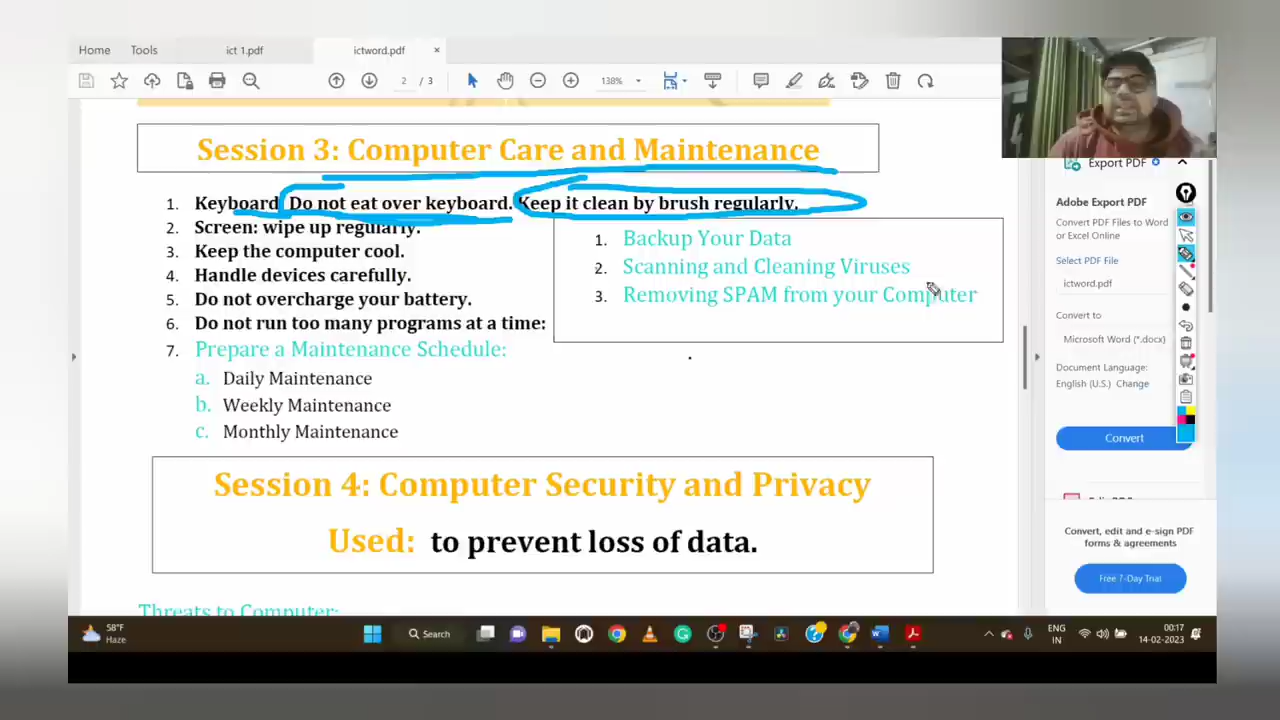 Home Tools ict 1.pdf ictword.pdf ×
2 / 3 138%
Session 3: Computer Care and Maintenance
1. Keyboard Do not eat over keyboard. Keep it clean by brush regularly.
2. Screen: wipe up regularly.
3. Keep the computer cool.
4. Handle devices carefully.
5. Do not overcharge your battery.
6. Do not run too many programs at a time:
7. Prepare a Maintenance Schedule:
a. Daily Maintenance
b. Weekly Maintenance
c. Monthly Maintenance
1. Backup Your Data
2. Scanning and Cleaning Viruses
3. Removing SPAM from your Computer
Session 4: Computer Security and Privacy
Used: to prevent loss of data.
Threats to Computer:
Export PDF
Adobe Export PDF
Convert PDF Files to Word
or Excel Online
Select PDF File
ictword.pdf
Convert to
Microsoft Word (*.docx)
Document Language:
English (U.S.) Change
Convert
Convert, edit and e-sign PDF
forms & agreements
Free 7-Day Trial
58°F
Haze
Search
ENG
IN
00:17
14-02-2023